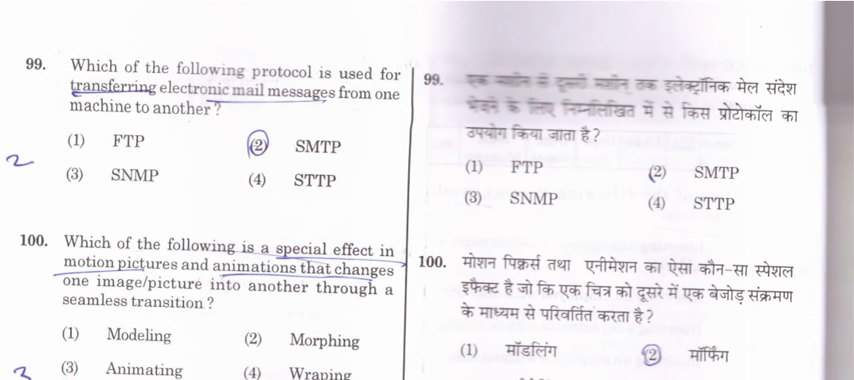 99. Which of the following protocol is used for
transferring electronic mail messages from one
machine to another ?
(1) FTP (2) SMTP
2
(3) SNMP (4) STTP
100. Which of the following is a special effect in
motion pictures and animations that changes
one image/picture into another through a
seamless transition ?
(1) Modeling (2) Morphing
3 (3) Animating (4) Wraping
99. एक मशीन से दूसरी मशीन तक इलेक्ट्रॉनिक मेल संदेश
भेजने के लिए निम्नलिखित में से किस प्रोटोकॉल का
उपयोग किया जाता है ?
(1) FTP (2) SMTP
(3) SNMP (4) STTP
100. मोशन पिक्चर्स तथा एनीमेशन का ऐसा कौन-सा स्पेशल
इफैक्ट है जो कि एक चित्र को दूसरे में एक बेजोड़ संक्रमण
के माध्यम से परिवर्तित करता है ?
(1) मॉडलिंग (2) मॉर्फिंग